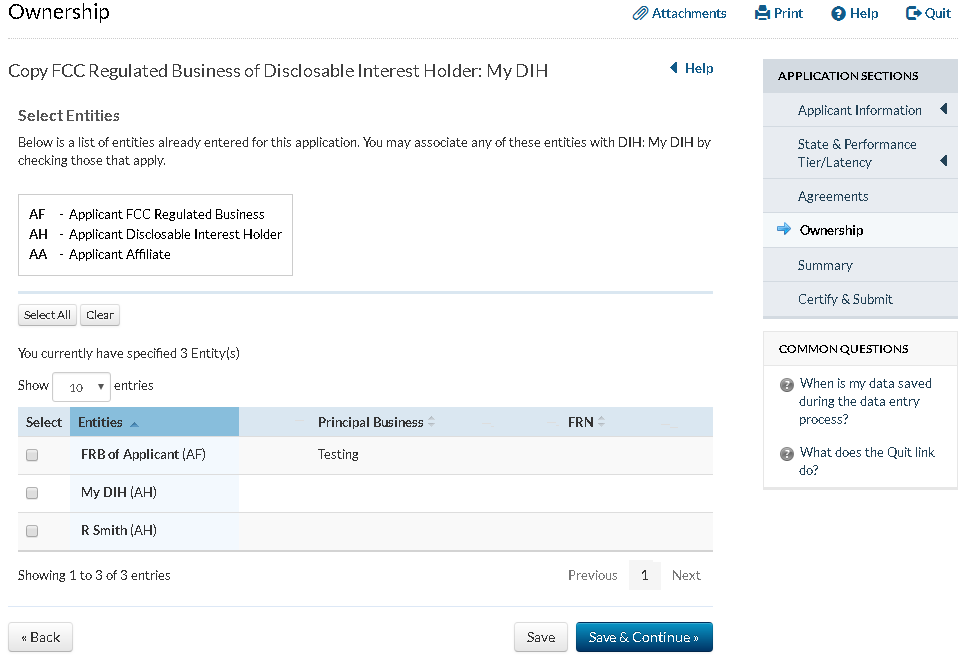 Ownership
Attachments Print Help Quit
Copy FCC Regulated Business of Disclosable Interest Holder: My DIH
Help
Select Entities
Below is a list of entities already entered for this application. You may associate any of these entities with DIH: My DIH by
checking those that apply.
AF - Applicant FCC Regulated Business
AH - Applicant Disclosable Interest Holder
AA - Applicant Affiliate
Select All Clear
You currently have specified 3 Entity(s)
Show 10 entries
Select Entities Principal Business FRN
FRB of Applicant (AF) Testing
My DIH (AH)
R Smith (AH)
Showing 1 to 3 of 3 entries
Previous 1 Next
« Back Save Save & Continue »
APPLICATION SECTIONS
Applicant Information
State & Performance
Tier/Latency
Agreements
Ownership
Summary
Certify & Submit
COMMON QUESTIONS
When is my data saved
during the data entry
process?
What does the Quit link
do?